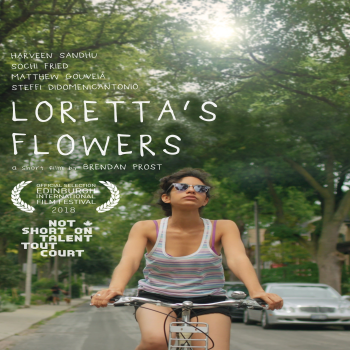 HARVEEN SANDHU
SOCHI FRIED
MATTHEW GOUVEIA
STEFFI DIDOMENICANTONIO
LORETTA'S
FLOWERS
a short film by BRENDAN PROST
OFFICIAL SELECTION
EDINBURGH
INTERNATIONAL
FILM FESTIVAL
2018
NOT
SHORT ON
TALENT
TOUT
COURT